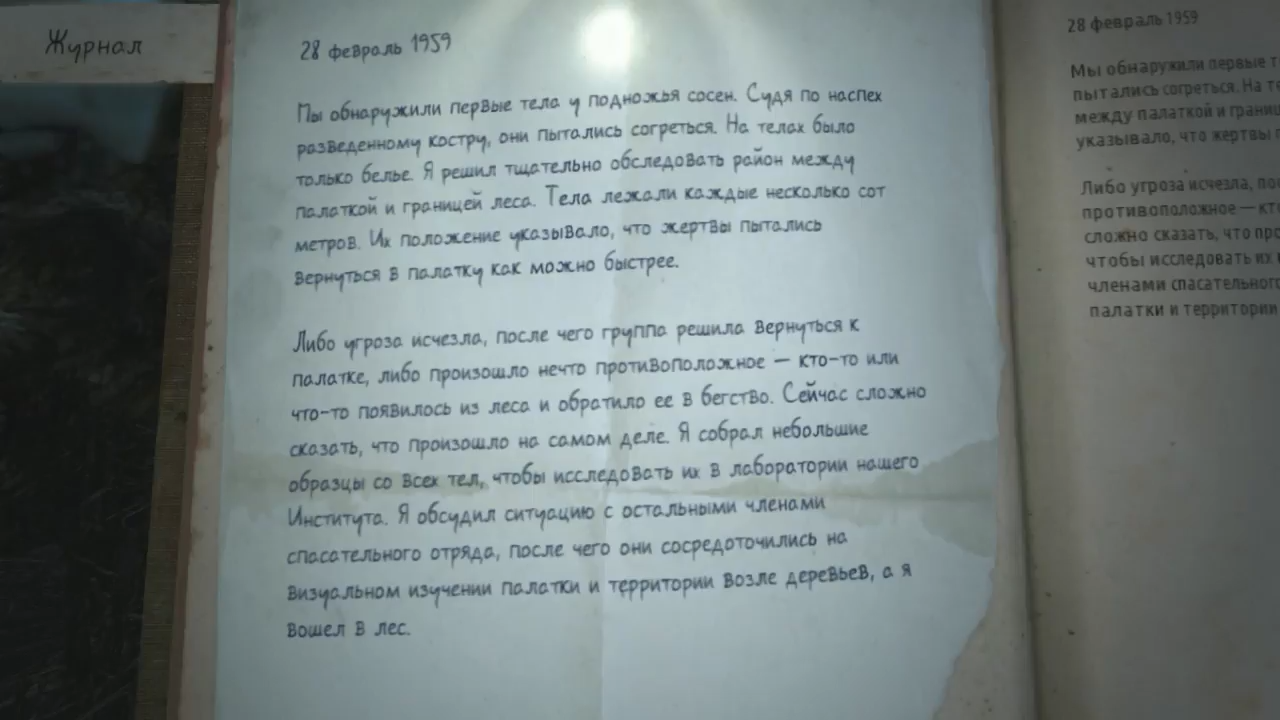 Журнал
28 февраль 1959
Мы обнаружили первые тела у подножья сосен. Судя по наспех
разведенному костру, они пытались согреться. На телах было
только белье. Я решил тщательно обследовать район между
палаткой и границей леса. Тела лежали каждые несколько сот
метров. Их положение указывало, что жертвы пытались
вернуться в палатку как можно быстрее.
Либо угроза исчезла, после чего группа решила вернуться к
палатке, либо произошло нечто противоположное — кто-то или
что-то появилось из леса и обратило ее в бегство. Сейчас сложно
сказать, что произошло на самом деле. Я собрал небольшие
образцы со всех тел, чтобы исследовать их в лаборатории нашего
Института. Я обсудил ситуацию с остальными членами
спасательного отряда, после чего они сосредоточились на
визуальном изучении палатки и территории возле деревьев, а я
вошел в лес.
28 февраль 1959
Мы обнаружили первые
пытались согреться. На
между палаткой и
указывало, что жертвы
Либо угроза исчезла,
противоположное —
сложно сказать, что
чтобы исследовать их
членами спасательного
палатки и территории